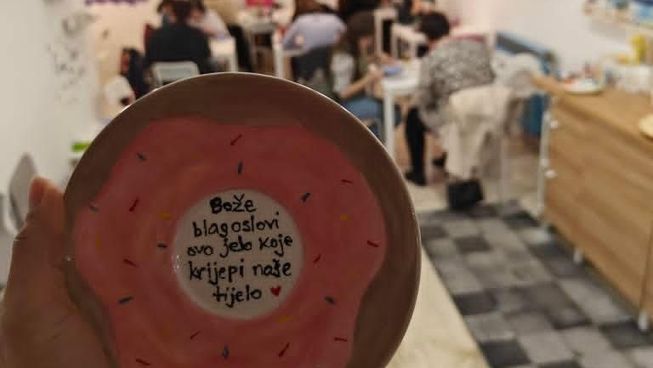 Bože
blagoslovi
ovo jelo koje
krijepi naše
tijelo ♥